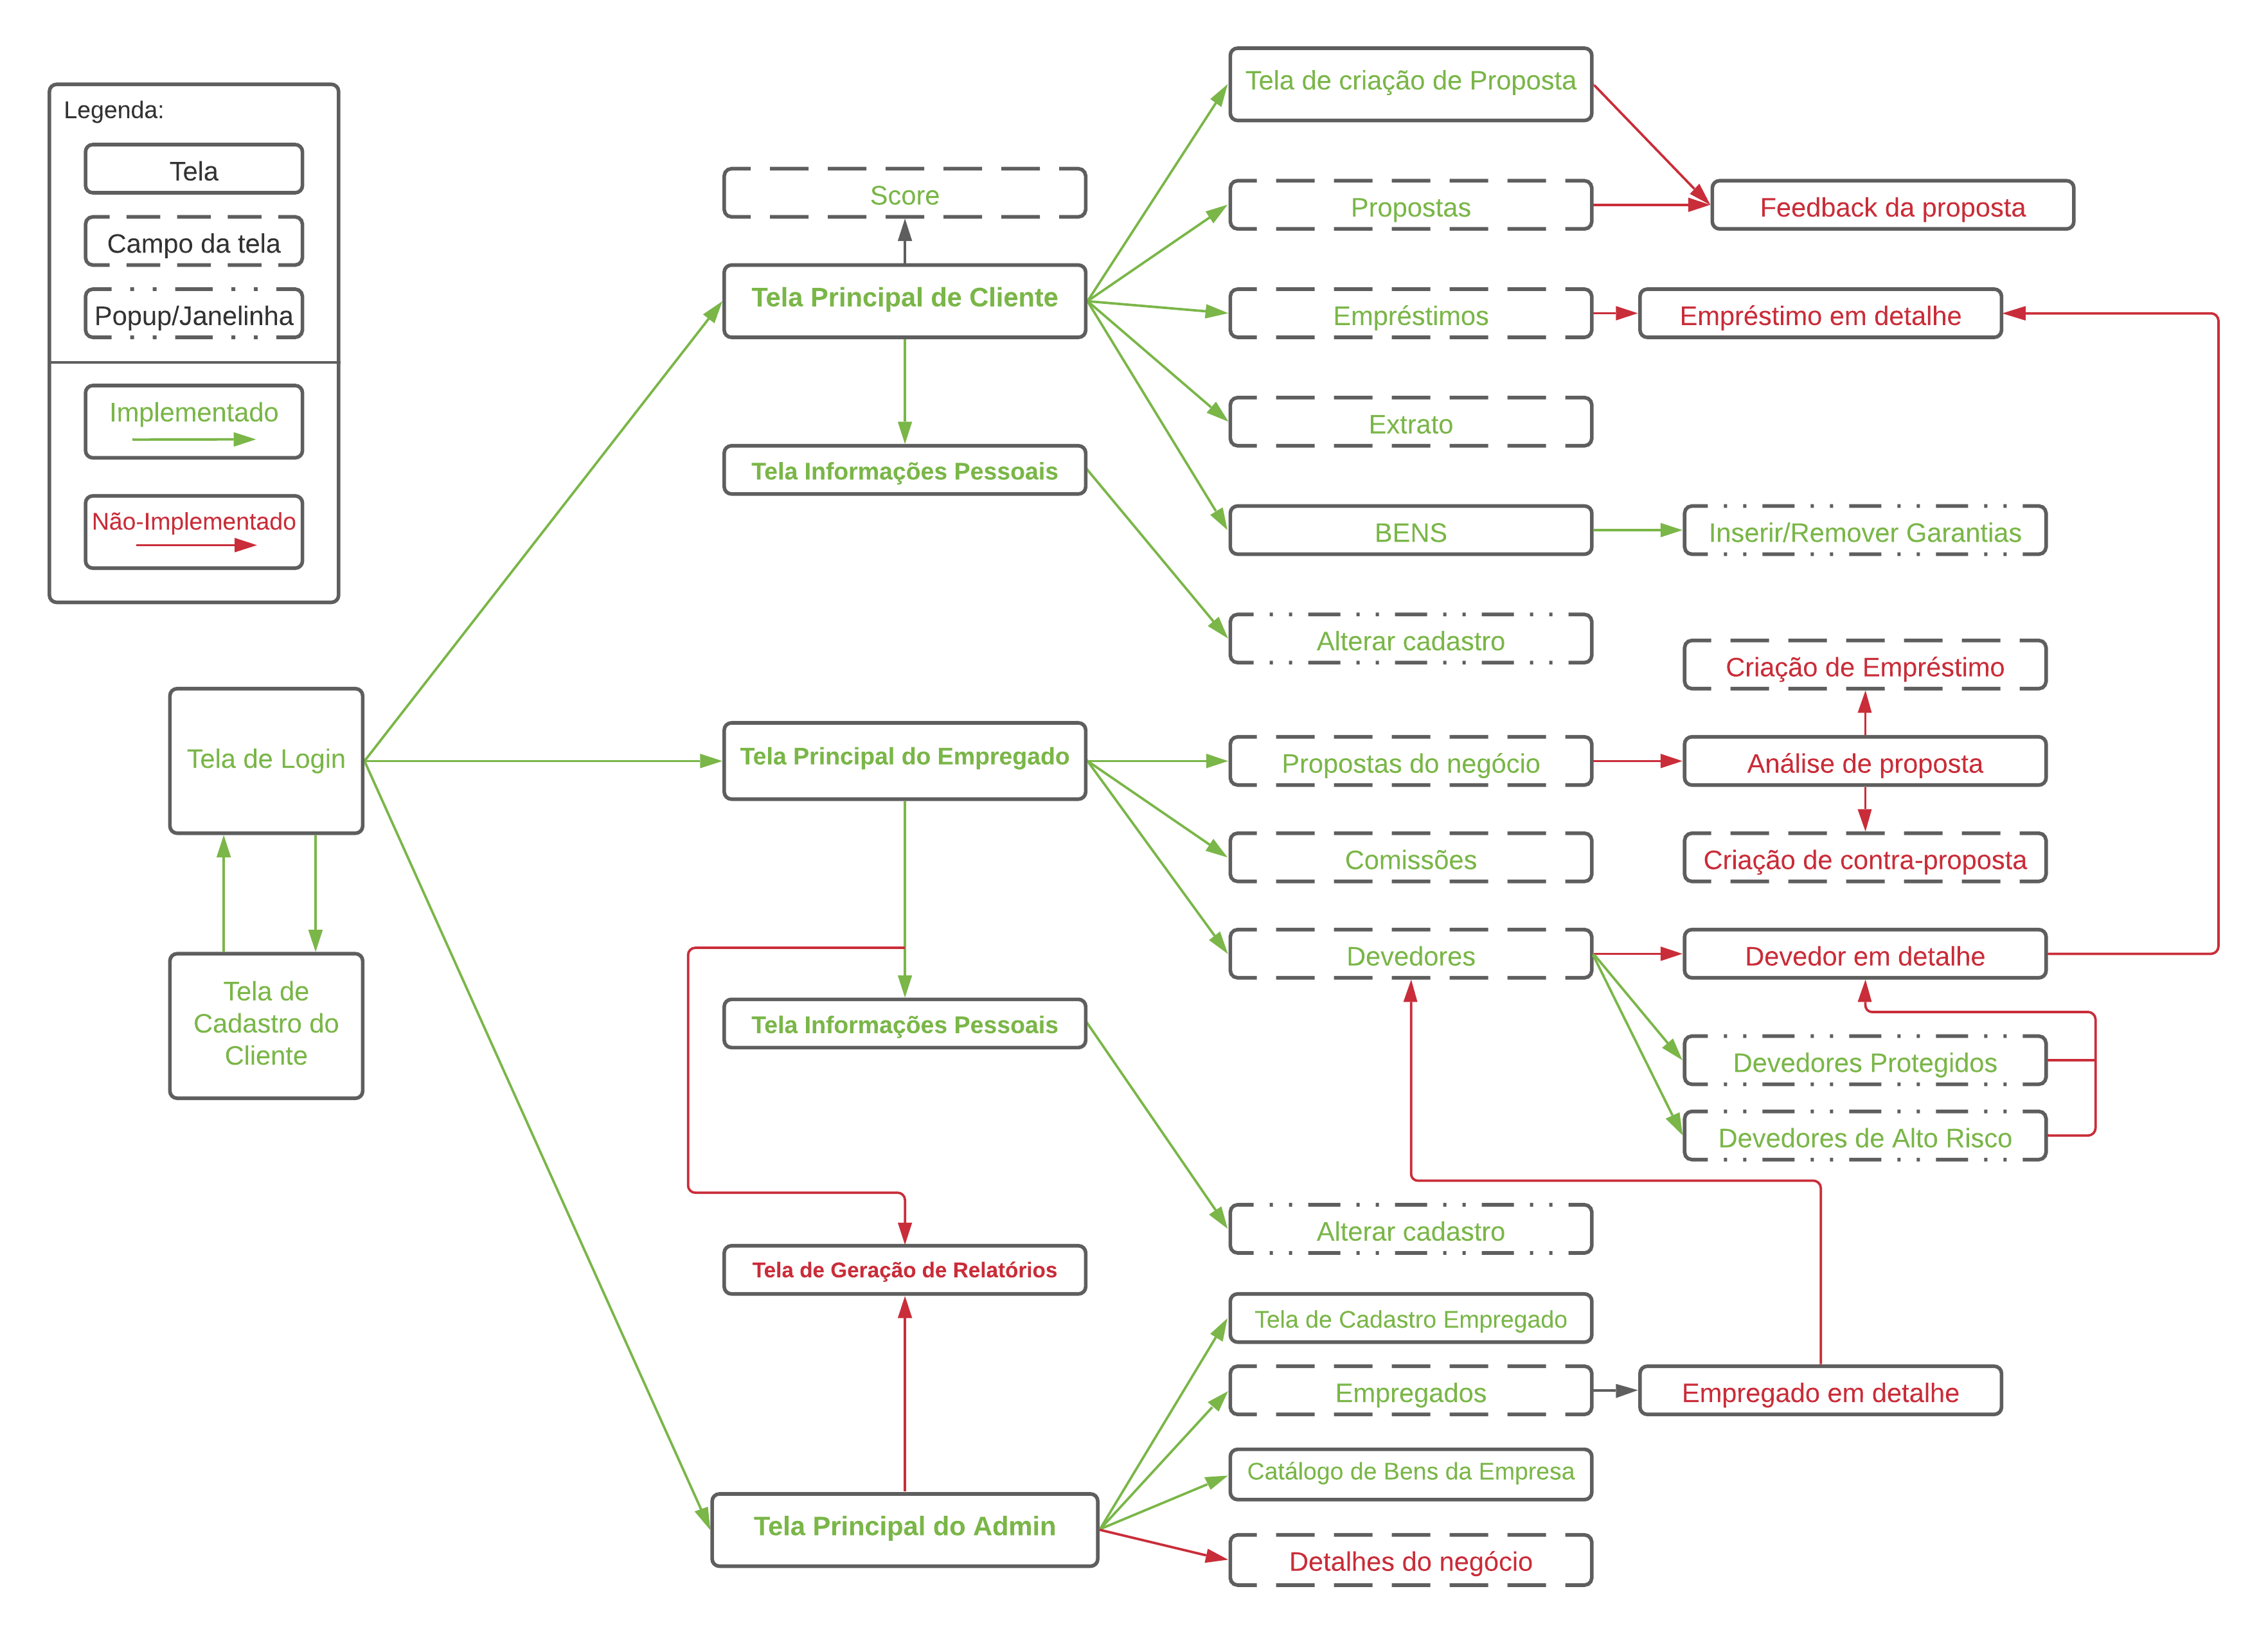 Legenda:
Tela
Campo da tela
Popup/Janelinha
Implementado
Não-Implementado
Tela de Login
Tela de
Cadastro do
Cliente
Score
Tela Principal de Cliente
Tela Informações Pessoais
Tela Principal do Empregado
Tela Informações Pessoais
Tela de Geração de Relatórios
Tela Principal do Admin
Tela de criação de Proposta
Propostas
Empréstimos
Extrato
BENS
Alterar cadastro
Propostas do negócio
Comissões
Devedores
Alterar cadastro
Tela de Cadastro Empregado
Empregados
Catálogo de Bens da Empresa
Detalhes do negócio
Feedback da proposta
Empréstimo em detalhe
Inserir/Remover Garantias
Criação de Empréstimo
Análise de proposta
Criação de contra-proposta
Devedor em detalhe
Devedores Protegidos
Devedores de Alto Risco
Empregado em detalhe